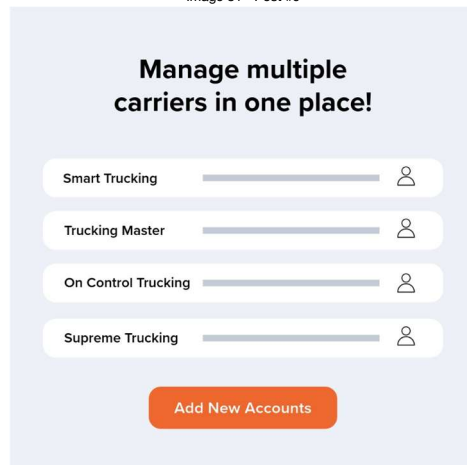 Manage multiple
carriers in one place!
Smart Trucking
Trucking Master
On Control Trucking
Supreme Trucking
Add New Accounts